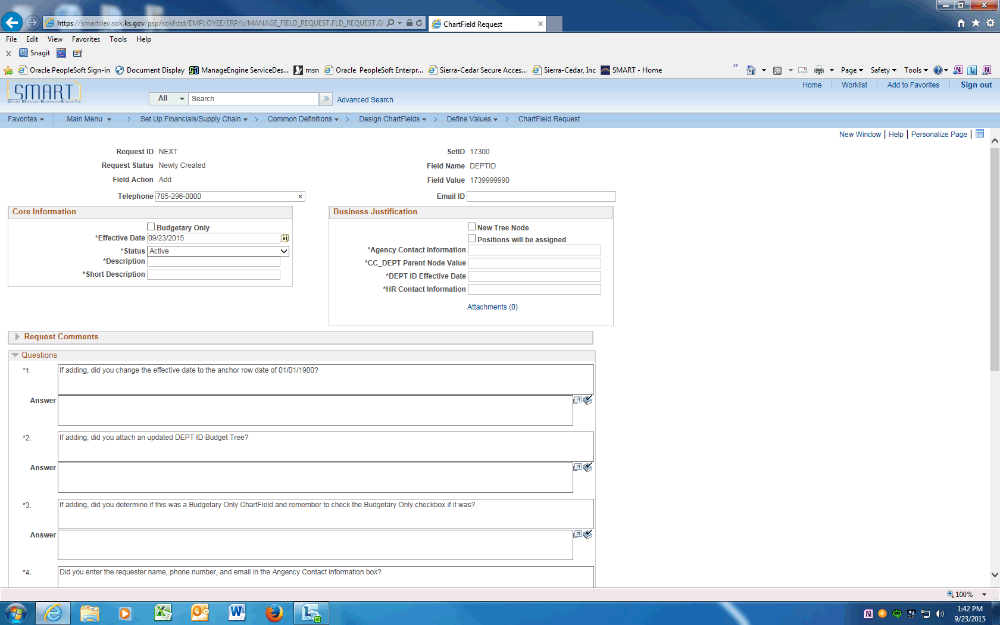 https://smartdev.sok.ks.gov/psp/sokfstst/EMPLOYEE/ERP/c/MANAGE_FIELD_REQUEST.FLD_REQUEST.GI
ChartField Request
File Edit View Favorites Tools Help
x Snagit
Oracle PeopleSoft Sign-in Document Display ManageEngine ServiceDes... msn Oracle PeopleSoft Enterpr... Sierra-Cedar Secure Acces... Sierra-Cedar, Inc SMART - Home » Page Safety Tools
SMART
Home Worklist Add to Favorites Sign out
All Search Advanced Search
Favorites Main Menu > Set Up Financials/Supply Chain > Common Definitions > Design ChartFields > Define Values > ChartField Request
New Window | Help | Personalize Page |
Request ID NEXT SetID 17300
Request Status Newly Created Field Name DEPTID
Field Action Add Field Value 1739999990
Telephone 785-296-0000 × Email ID
Core Information
Budgetary Only
*Effective Date 09/23/2015 31
*Status Active
*Description
*Short Description
Business Justification
New Tree Node
Positions will be assigned
*Agency Contact Information
*CC_DEPT Parent Node Value
*DEPT ID Effective Date
*HR Contact Information
Attachments (0)
Request Comments
Questions
*1. If adding, did you change the effective date to the anchor row date of 01/01/1900?
Answer
*2. If adding, did you attach an updated DEPT ID Budget Tree?
Answer
*3. If adding, did you determine if this was a Budgetary Only ChartField and remember to check the Budgetary Only checkbox if it was?
Answer
*4. Did you enter the requester name, phone number, and email in the Angency Contact information box?
100%
1:42 PM
9/23/2015